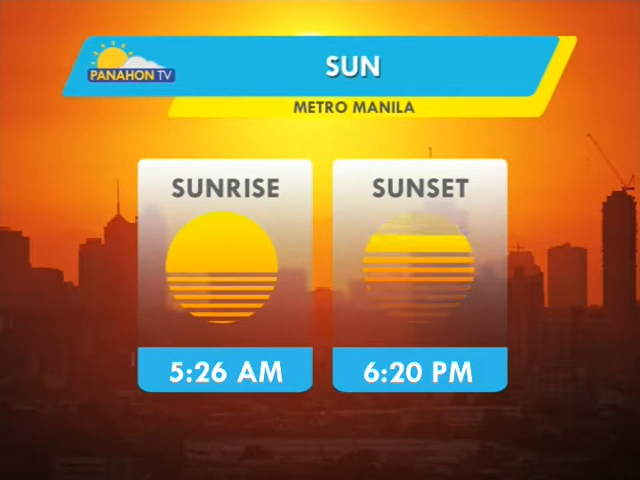 PANAHON TV
SUN
METRO MANILA
SUNRISE
SUNSET
5:26 AM
6:20 PM